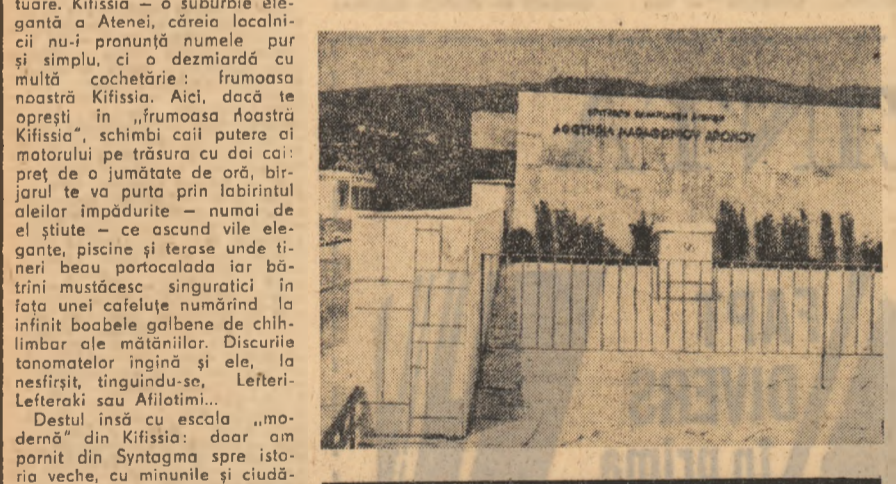 tuare. Kifissia — o suburbie ele-
gantă a Atenei, căreia localni-
cii nu-i pronunță numele pur
și simplu, ci o dezmiardă cu
multă cochetărie : frumoasa
noastră Kifissia. Aici, dacă te
oprești în „frumoasa noastră
Kifissia", schimbi caii putere ai
motorului pe trăsura cu doi cai :
preț de o jumătate de oră, bir-
jarul te va purta prin labirintul
aleilor împădurite — numai de
el știute — ce ascund vile ele-
gante, piscine și terase unde ti-
neri beau portocalada iar bă-
trîni mustăcesc singuratici în
fața unei cafeluțe numărînd la
infinit boabele galbene de chih-
limbar ale mătăniilor. Discurile
tonomatelor îngînă și ele, la
nesfîrșit, tînguindu-se, Lefteri-
Lefteraki sau Afilotimi...
Destul însă cu escala „mo-
dernă" din Kifissia : doar am
pornit din Syntagma spre isto-
ria veche, cu minunile și ciudă-
ΑΦΕΤΗΡΙΑ ΜΑΡΑΘΩΝΙΟΥ ΔΡΟΜΟΥ